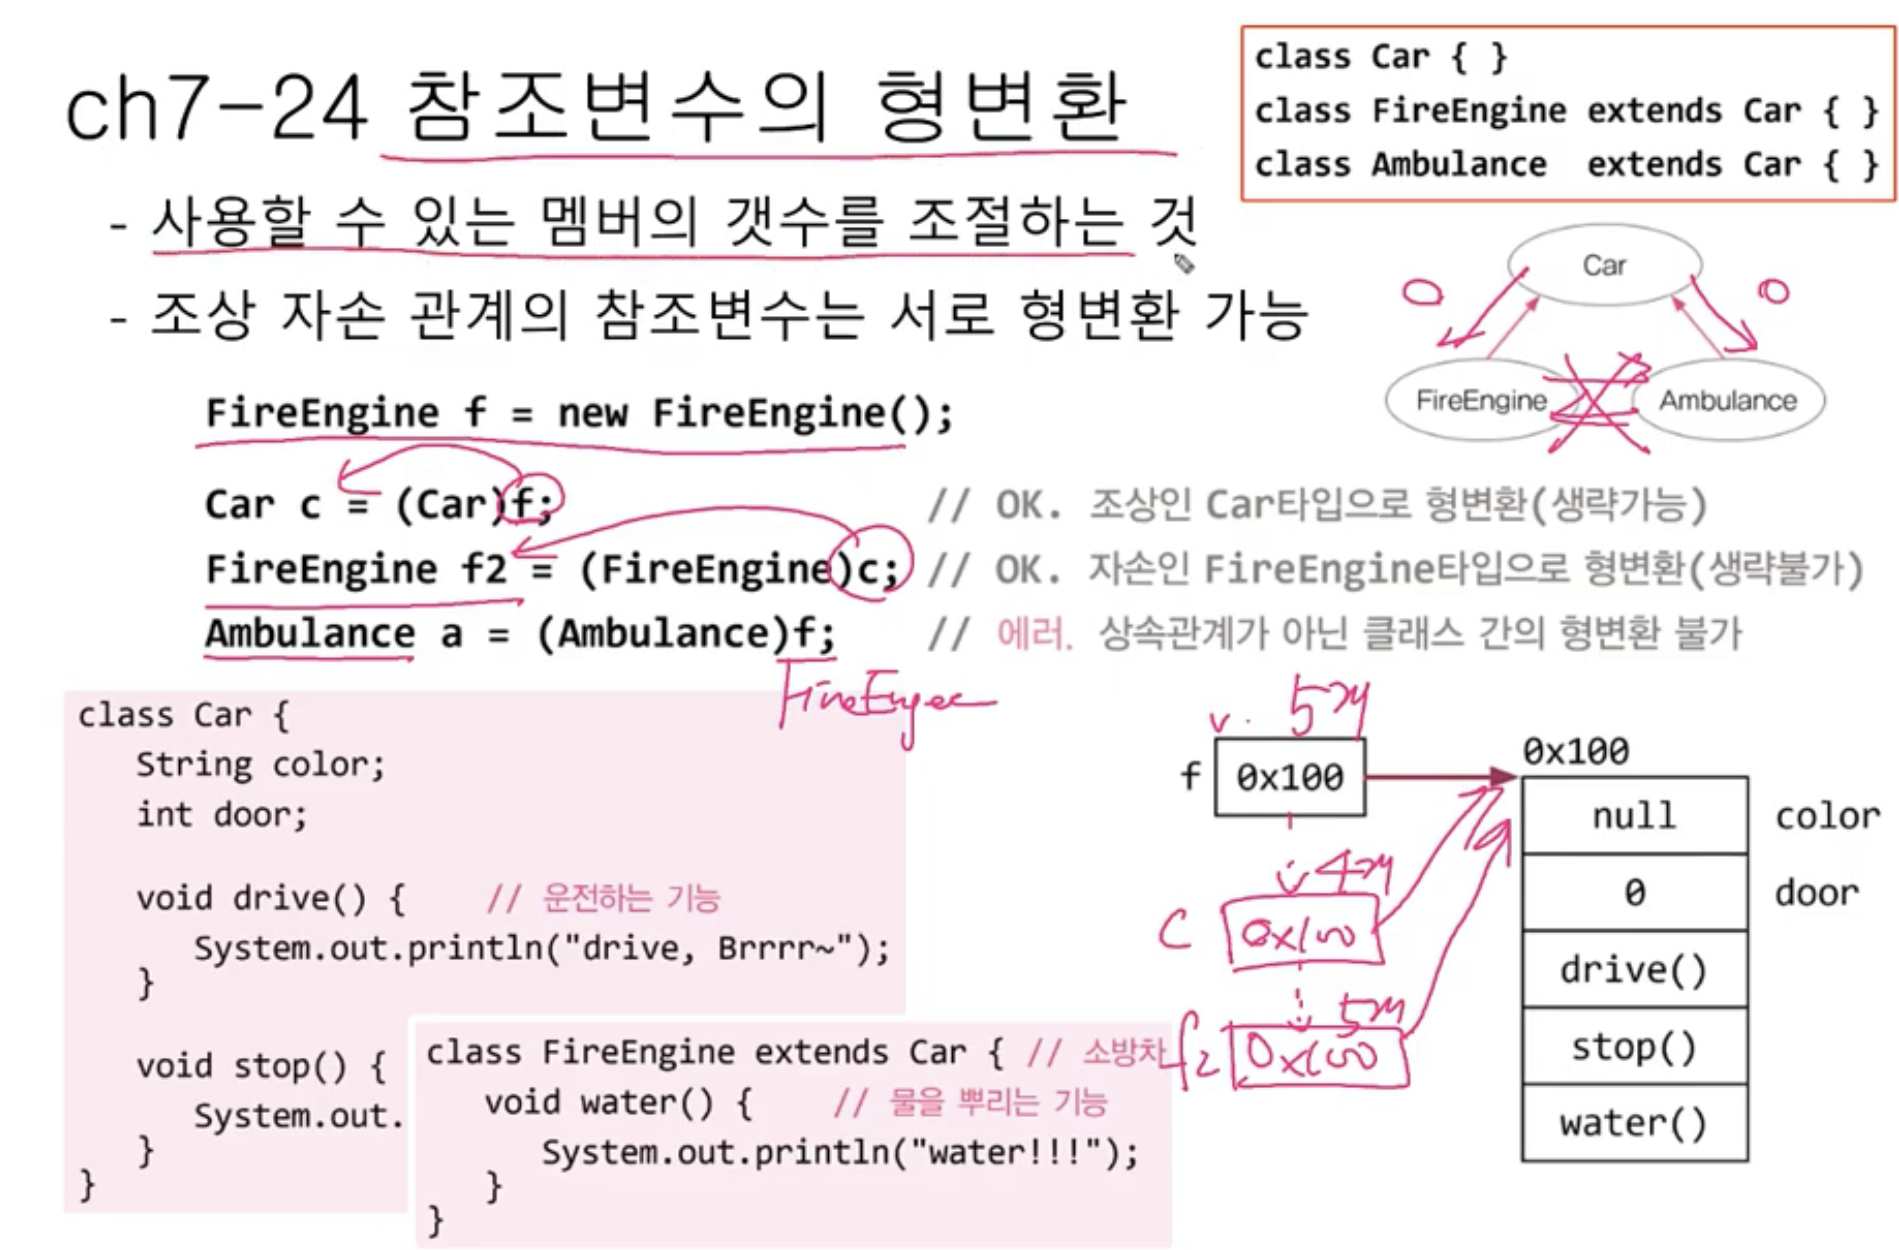 ch7-24 참조변수의 형변환
class Car { }
class FireEngine extends Car { }
class Ambulance  extends Car { }
- 사용할 수 있는 멤버의 갯수를 조절하는 것
- 조상 자손 관계의 참조변수는 서로 형변환 가능
Car
FireEngine
Ambulance
FireEngine f = new FireEngine();
Car c = (Car)f; // OK. 조상인 Car타입으로 형변환(생략가능)
FireEngine f2 = (FireEngine)c; // OK. 자손인 FireEngine타입으로 형변환(생략불가)
Ambulance a = (Ambulance)f; // 에러. 상속관계가 아닌 클래스 간의 형변환 불가
class Car {
String color;
int door;
void drive() { // 운전하는 기능
System.out.println("drive, Brrrr~");
}
void stop() {
System.out.
}
}
class FireEngine extends Car { // 소방차
void water() { // 물을 뿌리는 기능
System.out.println("water!!!");
}
}
5개
f 0x100
0x100
null color
0 door
drive()
stop()
water()
4개
c 0x100
5개
f2 0x100